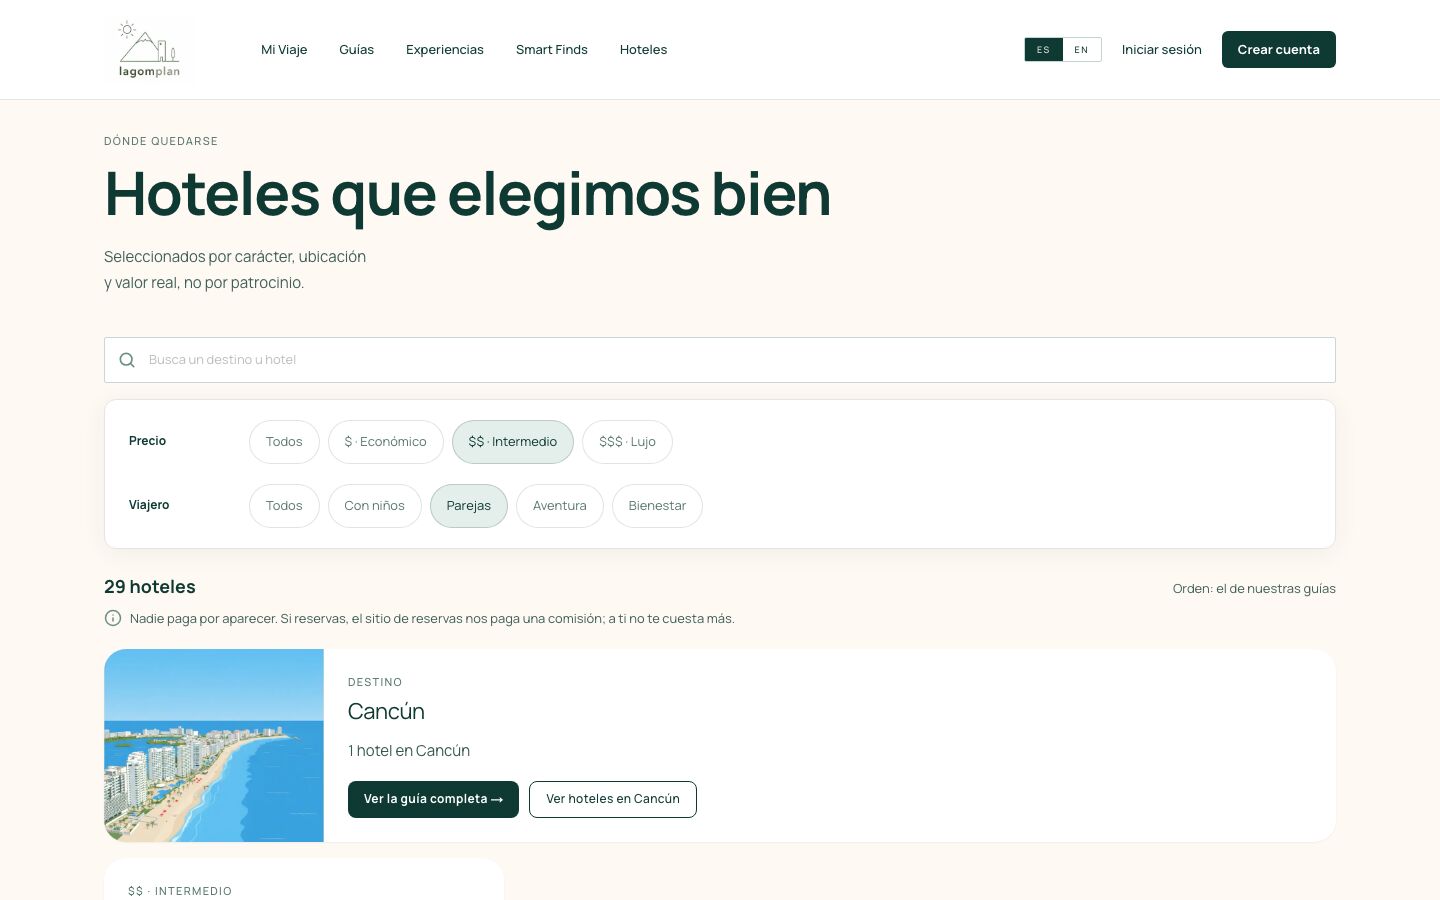 lagomplan
Mi Viaje
Guías
Experiencias
Smart Finds
Hoteles
ES
EN
Iniciar sesión
Crear cuenta
DÓNDE QUEDARSE
Hoteles que elegimos bien
Seleccionados por carácter, ubicación
y valor real, no por patrocinio.
Busca un destino u hotel
Precio
Todos
$ · Económico
$$ · Intermedio
$$$ · Lujo
Viajero
Todos
Con niños
Parejas
Aventura
Bienestar
29 hoteles
Orden: el de nuestras guías
Nadie paga por aparecer. Si reservas, el sitio de reservas nos paga una comisión; a ti no te cuesta más.
DESTINO
Cancún
1 hotel en Cancún
Ver la guía completa →
Ver hoteles en Cancún
$$ · INTERMEDIO